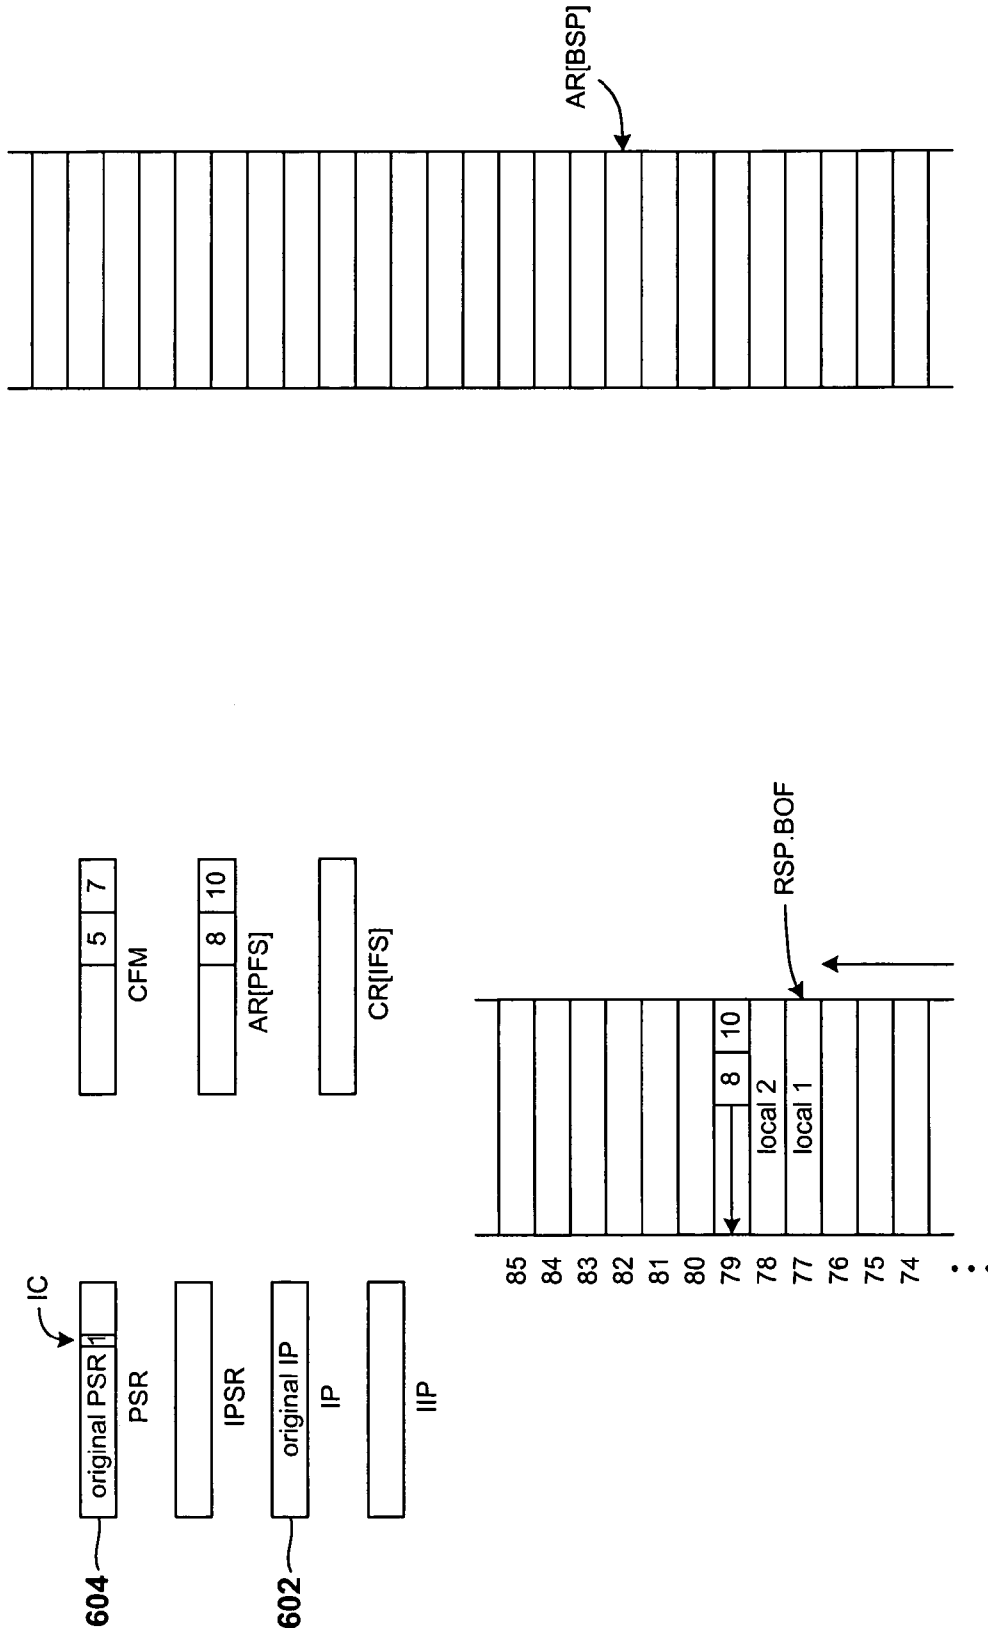 IC
604
original PSR 1
PSR
IPSR
602
original IP
IP
IIP
5 7
CFM
8 10
AR[PFS]
CR[IFS]
85
84
83
82
81
80
79
8 10
78
local 2
77
local 1
76
75
74
RSP.BOF
AR[BSP]